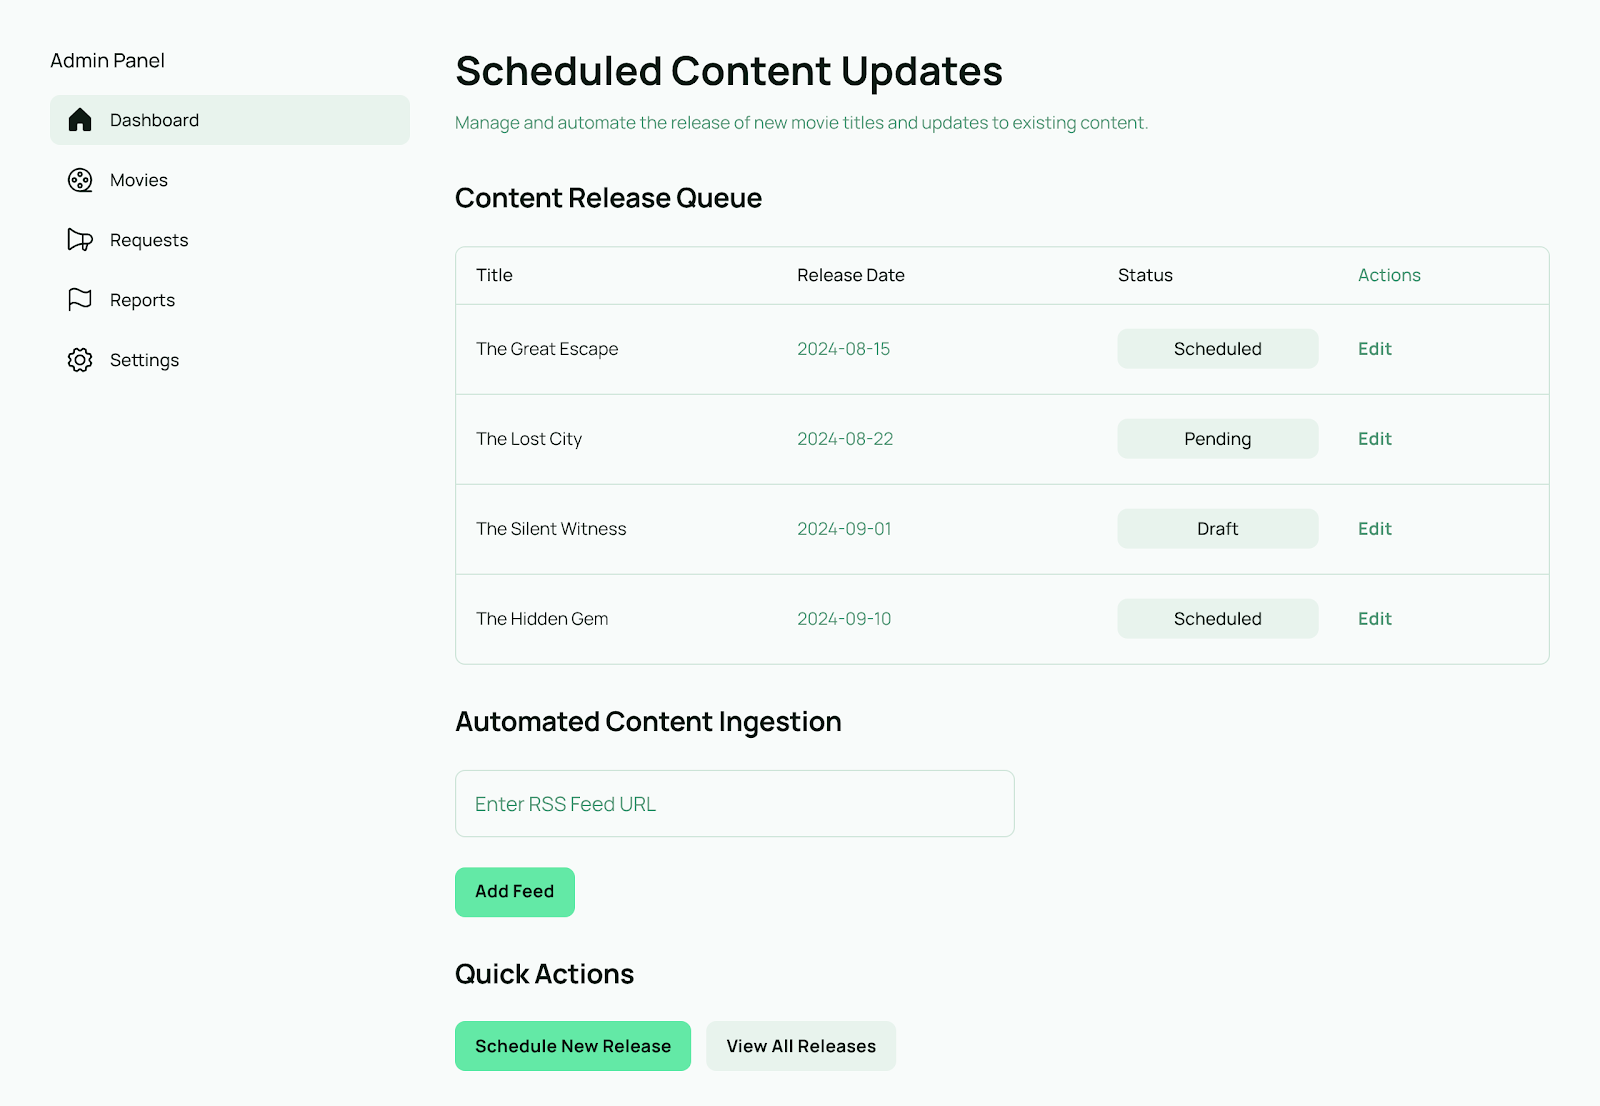 Admin Panel
Dashboard
Movies
Requests
Reports
Settings
Scheduled Content Updates
Manage and automate the release of new movie titles and updates to existing content.
Content Release Queue
Title Release Date Status Actions
The Great Escape 2024-08-15 Scheduled Edit
The Lost City 2024-08-22 Pending Edit
The Silent Witness 2024-09-01 Draft Edit
The Hidden Gem 2024-09-10 Scheduled Edit
Automated Content Ingestion
Enter RSS Feed URL
Add Feed
Quick Actions
Schedule New Release View All Releases